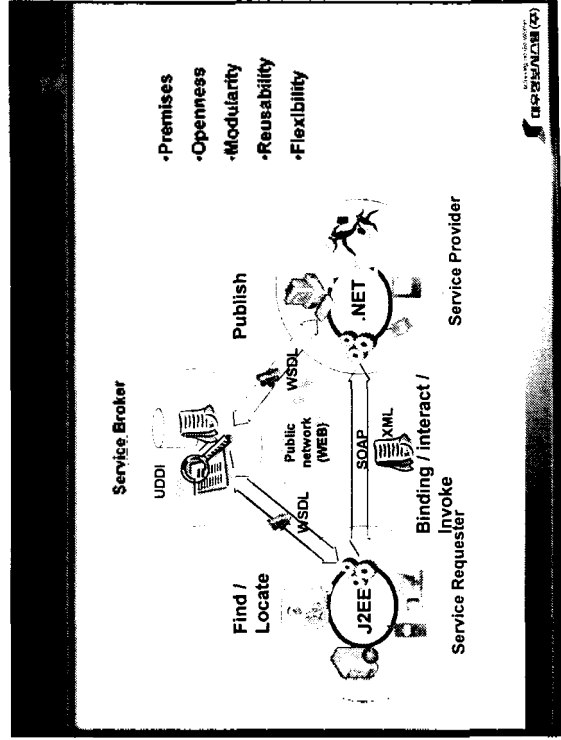 Service Broker
UDDI
Find /
Locate
Publish
WSDL
WSDL
Public
network
(WEB)
J2EE
SOAP
XML
.NET
Binding / interact /
Invoke
Service Requester
Service Provider
•Premises
•Openness
•Modularity
•Reusability
•Flexibility